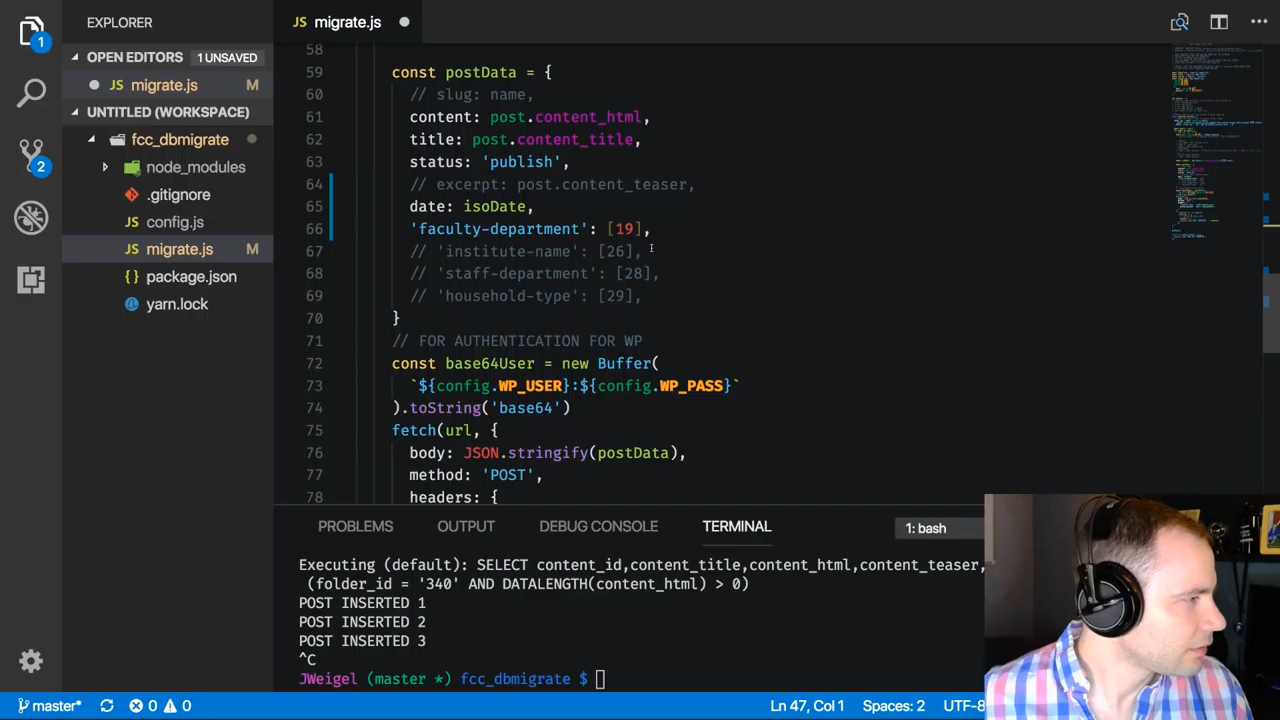 EXPLORER
OPEN EDITORS 1 UNSAVED
migrate.js M
UNTITLED (WORKSPACE)
fcc_dbmigrate
node_modules
.gitignore
config.js
migrate.js M
package.json
yarn.lock
1
2
JS migrate.js
58
59 const postData = {
60 // slug: name,
61 content: post.content_html,
62 title: post.content_title,
63 status: 'publish',
64 // excerpt: post.content_teaser,
65 date: isoDate,
66 'faculty-department': [19],
67 // 'institute-name': [26],
68 // 'staff-department': [28],
69 // 'household-type': [29],
70 }
71 // FOR AUTHENTICATION FOR WP
72 const base64User = new Buffer(
73 `${config.WP_USER}:${config.WP_PASS}`
74 ).toString('base64')
75 fetch(url, {
76 body: JSON.stringify(postData),
77 method: 'POST',
78 headers: {
PROBLEMS OUTPUT DEBUG CONSOLE TERMINAL 1: bash
Executing (default): SELECT content_id,content_title,content_html,content_teaser,
(folder_id = '340' AND DATALENGTH(content_html) > 0)
POST INSERTED 1
POST INSERTED 2
POST INSERTED 3
^C
JWeigel (master *) fcc_dbmigrate $
master* 0 0 Ln 47, Col 1 Spaces: 2 UTF-8